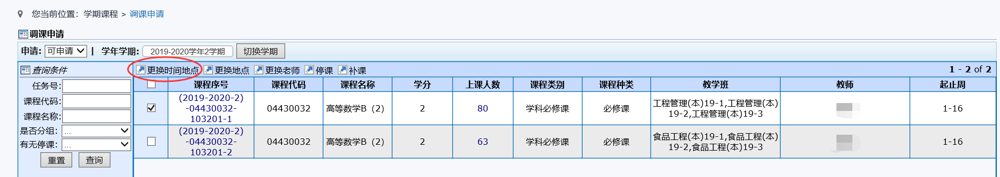 您当前位置：学期课程 > 调课申请
调课申请
申请: 可申请 | 学年学期: 2019-2020学年2学期 切换学期
查询条件
任务号:
课程代码:
课程名称:
是否分组: ...
有无停课: ...
重置 查询
更换时间地点 更换地点 更换老师 停课 补课 1 - 2 of 2
课程序号 课程代码 课程名称 学分 上课人数 课程类别 课程种类 教学班 教师 起止周
(2019-2020-2)
-04430032-
103201-1
04430032 高等数学B（2） 2 80 学科必修课 必修课
工程管理(本)19-1,工程管理(本)
19-2,工程管理(本)19-3
1-16
(2019-2020-2)
-04430032-
103201-2
04430032 高等数学B（2） 2 63 学科必修课 必修课
食品工程(本)19-1,食品工程(本)
19-2,食品工程(本)19-3
1-16